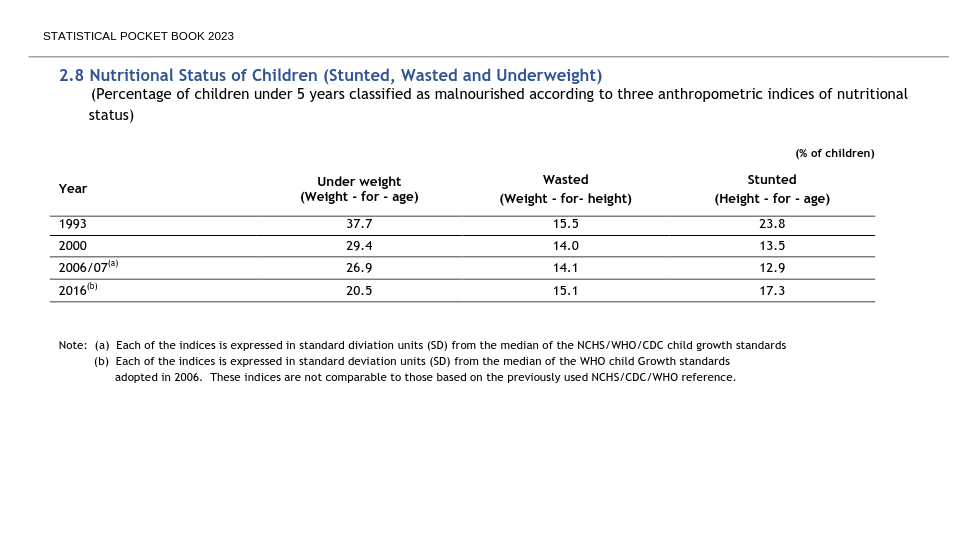 STATISTICAL POCKET BOOK 2023
2.8 Nutritional Status of Children (Stunted, Wasted and Underweight)
(Percentage of children under 5 years classified as malnourished according to three anthropometric indices of nutritional
status)
(% of children)
Year Under weight (Weight - for - age) Wasted (Weight - for- height) Stunted (Height - for - age)
1993 37.7 15.5 23.8
2000 29.4 14.0 13.5
2006/07(a) 26.9 14.1 12.9
2016(b) 20.5 15.1 17.3
Note: (a) Each of the indices is expressed in standard diviation units (SD) from the median of the NCHS/WHO/CDC child growth standards
(b) Each of the indices is expressed in standard deviation units (SD) from the median of the WHO child Growth standards
adopted in 2006. These indices are not comparable to those based on the previously used NCHS/CDC/WHO reference.